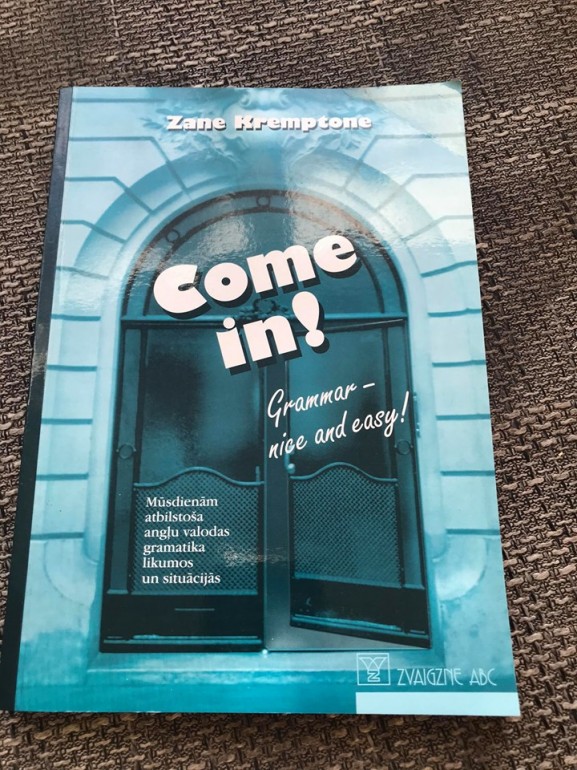 Zane Kremptone
Come
in!
Grammar –
nice and easy!
Mūsdienām
atbilstoša
angļu valodas
gramatika
likumos
un situācijās
ZVAIGZNE ABC